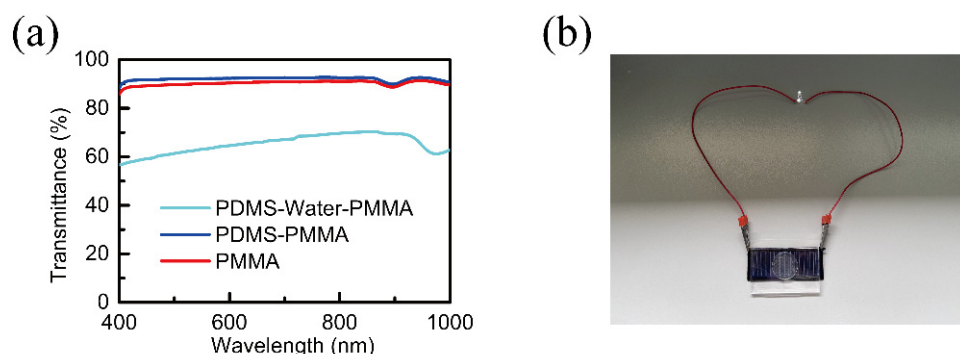 (a)
(b)
100
80
60
40
20
0
Transmittance (%)
PDMS-Water-PMMA
PDMS-PMMA
PMMA
400
600
800
1000
Wavelength (nm)